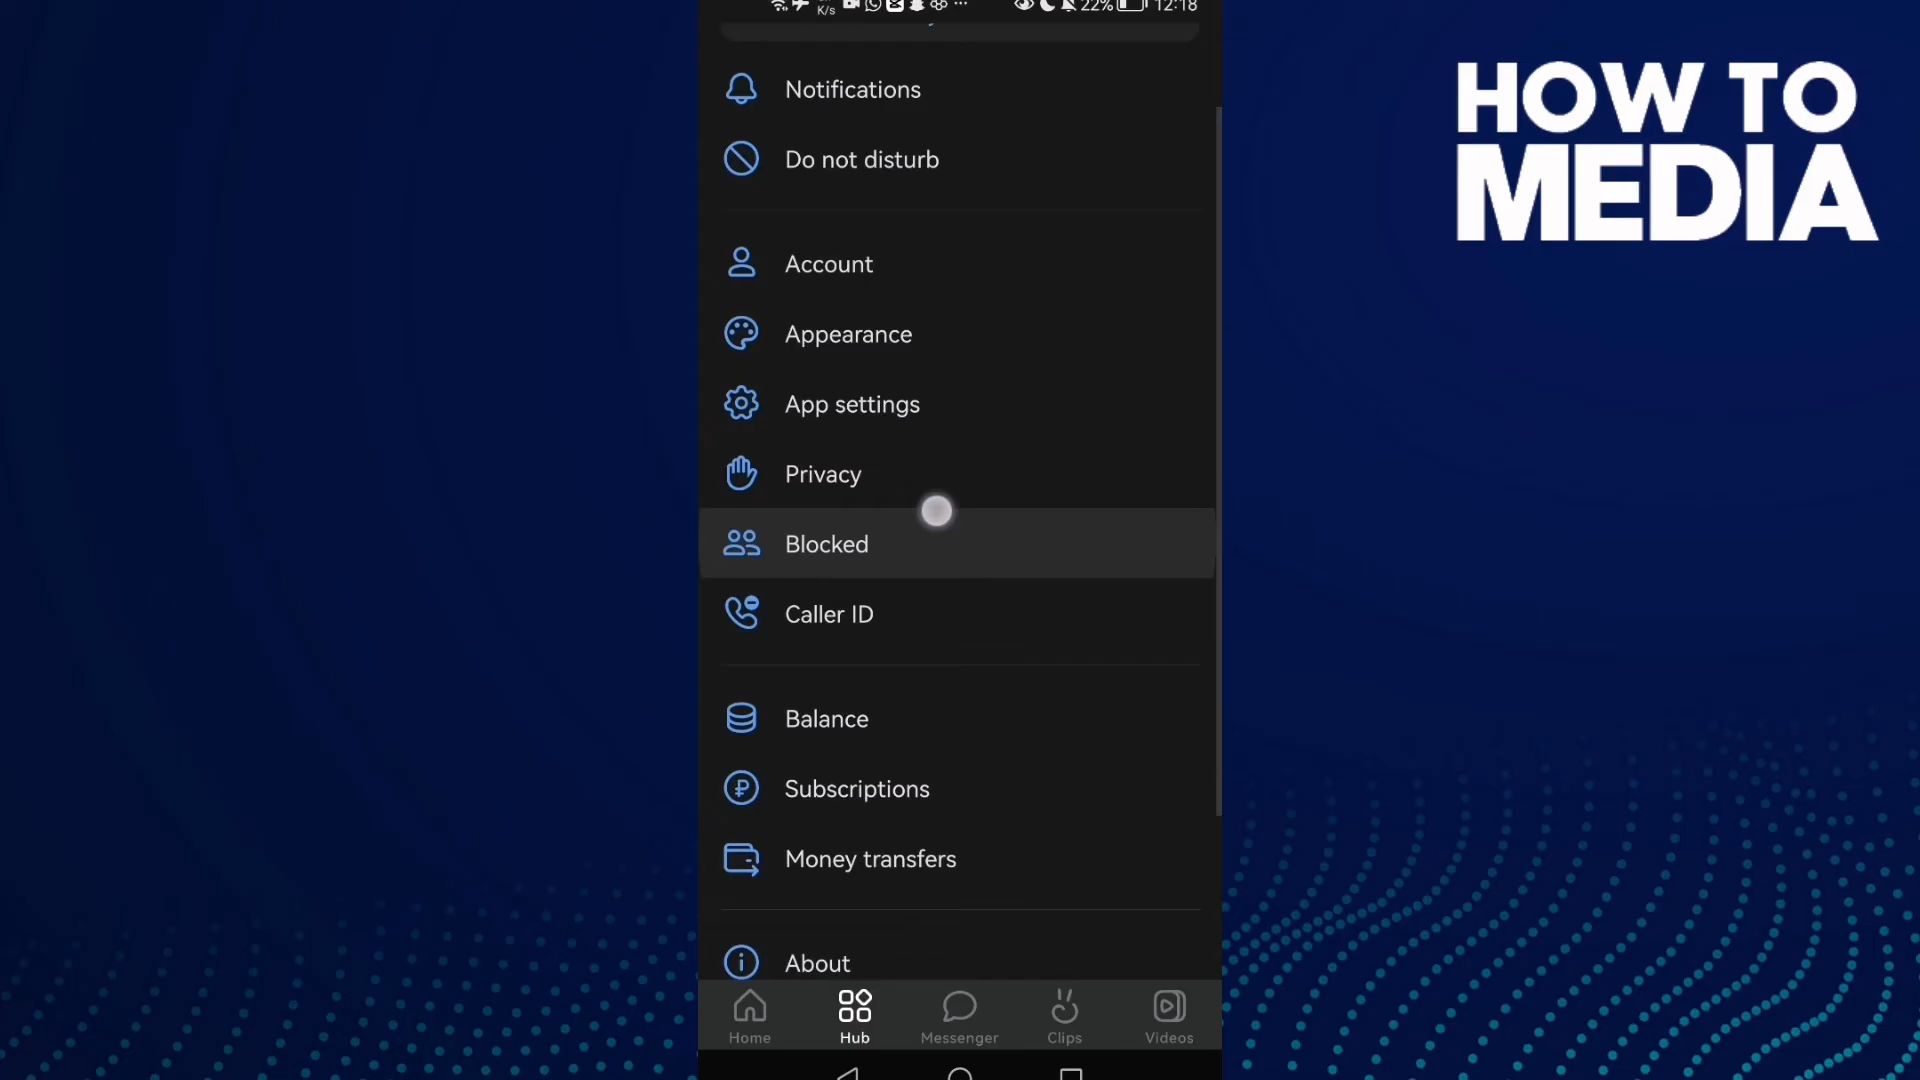 K/s 22% 12:18
HOW TO
MEDIA
Notifications
Do not disturb
Account
Appearance
App settings
Privacy
Blocked
Caller ID
Balance
Subscriptions
Money transfers
About
Home Hub Messenger Clips Videos